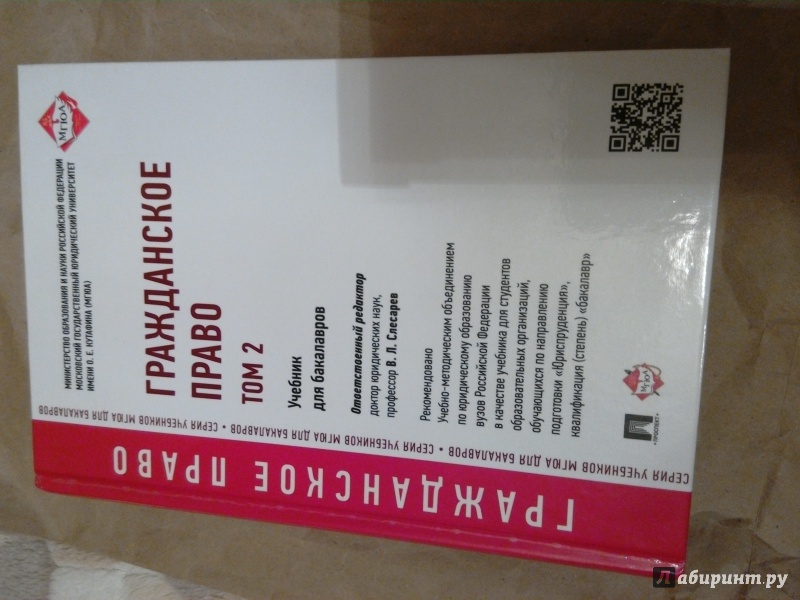 МГЮА
МИНИСТЕРСТВО ОБРАЗОВАНИЯ И НАУКИ РОССИЙСКОЙ ФЕДЕРАЦИИ
МОСКОВСКИЙ ГОСУДАРСТВЕННЫЙ ЮРИДИЧЕСКИЙ УНИВЕРСИТЕТ
ИМЕНИ О. Е. КУТАФИНА (МГЮА)
ГРАЖДАНСКОЕ
ПРАВО
ТОМ 2
Учебник
для бакалавров
Ответственный редактор
доктор юридических наук,
профессор В. Л. Слесарев
Рекомендовано
Учебно-методическим объединением
по юридическому образованию
вузов Российской Федерации
в качестве учебника для студентов
образовательных организаций,
обучающихся по направлению
подготовки «Юриспруденция»,
квалификация (степень) «бакалавр»
• ПРОСПЕКТ •
МГЮА
СЕРИЯ УЧЕБНИКОВ МГЮА ДЛЯ БАКАЛАВРОВ • СЕРИЯ УЧЕБНИКОВ МГЮА ДЛЯ БАКАЛАВРОВ • СЕРИЯ УЧЕБНИКОВ МГЮА ДЛЯ БАКАЛАВРОВ
ГРАЖДАНСКОЕ ПРАВО
Лабиринт.ру